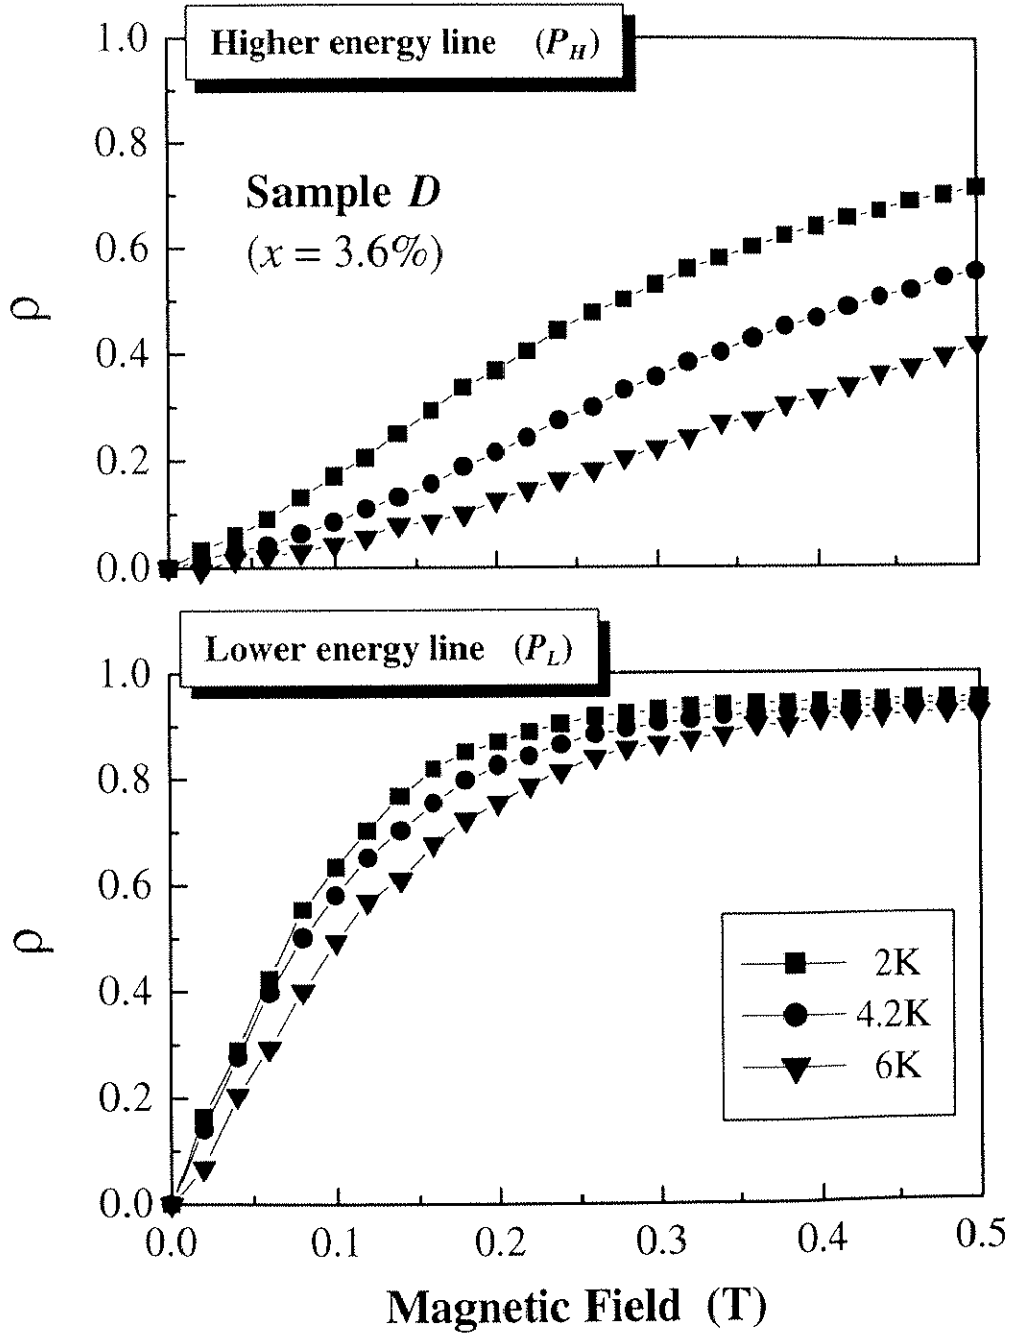 Higher energy line (P_H)
1.0
0.8
Sample D
(x = 3.6%)
0.6
ρ
0.4
0.2
0.0
Lower energy line (P_L)
1.0
0.8
0.6
ρ
2K
0.4
4.2K
6K
0.2
0.0
0.0 0.1 0.2 0.3 0.4 0.5
Magnetic Field (T)